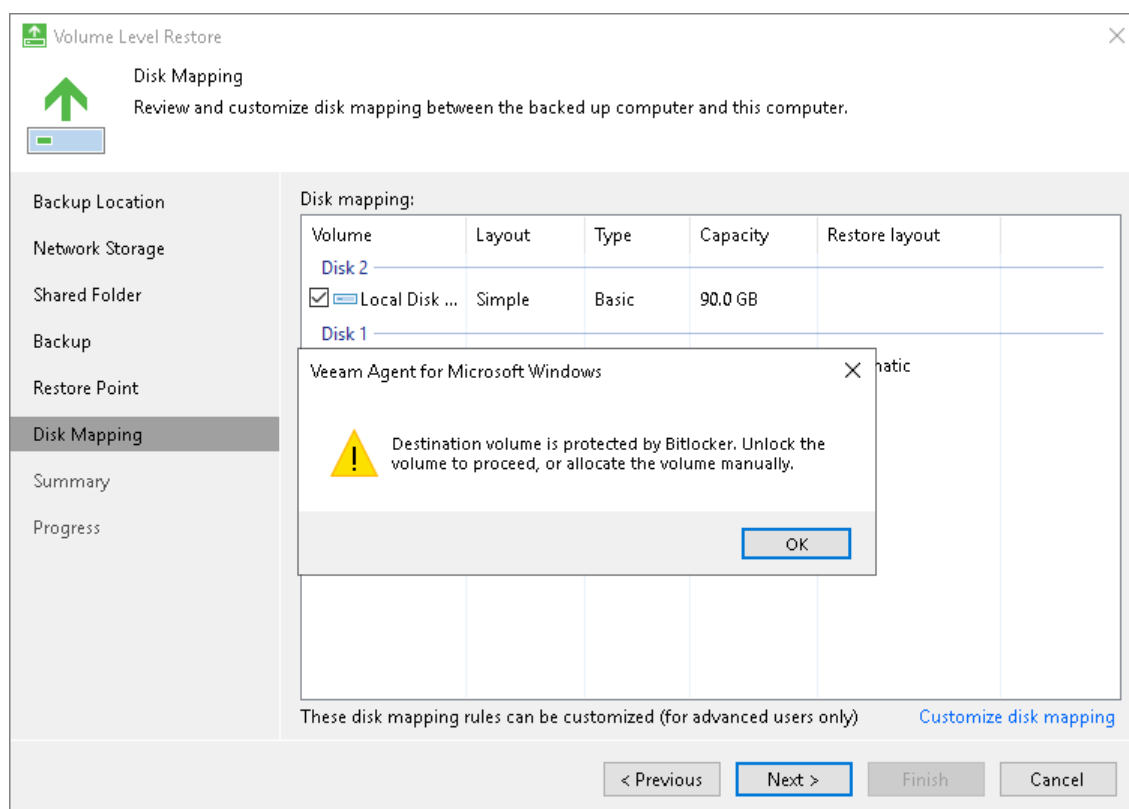 Volume Level Restore
Disk Mapping
Review and customize disk mapping between the backed up computer and this computer.
Backup Location
Network Storage
Shared Folder
Backup
Restore Point
Disk Mapping
Summary
Progress
Disk mapping:
Volume Layout Type Capacity Restore layout
Disk 2
Local Disk ... Simple Basic 90.0 GB
Disk 1
Veeam Agent for Microsoft Windows
Destination volume is protected by Bitlocker. Unlock the
volume to proceed, or allocate the volume manually.
OK
These disk mapping rules can be customized (for advanced users only) Customize disk mapping
< Previous Next > Finish Cancel